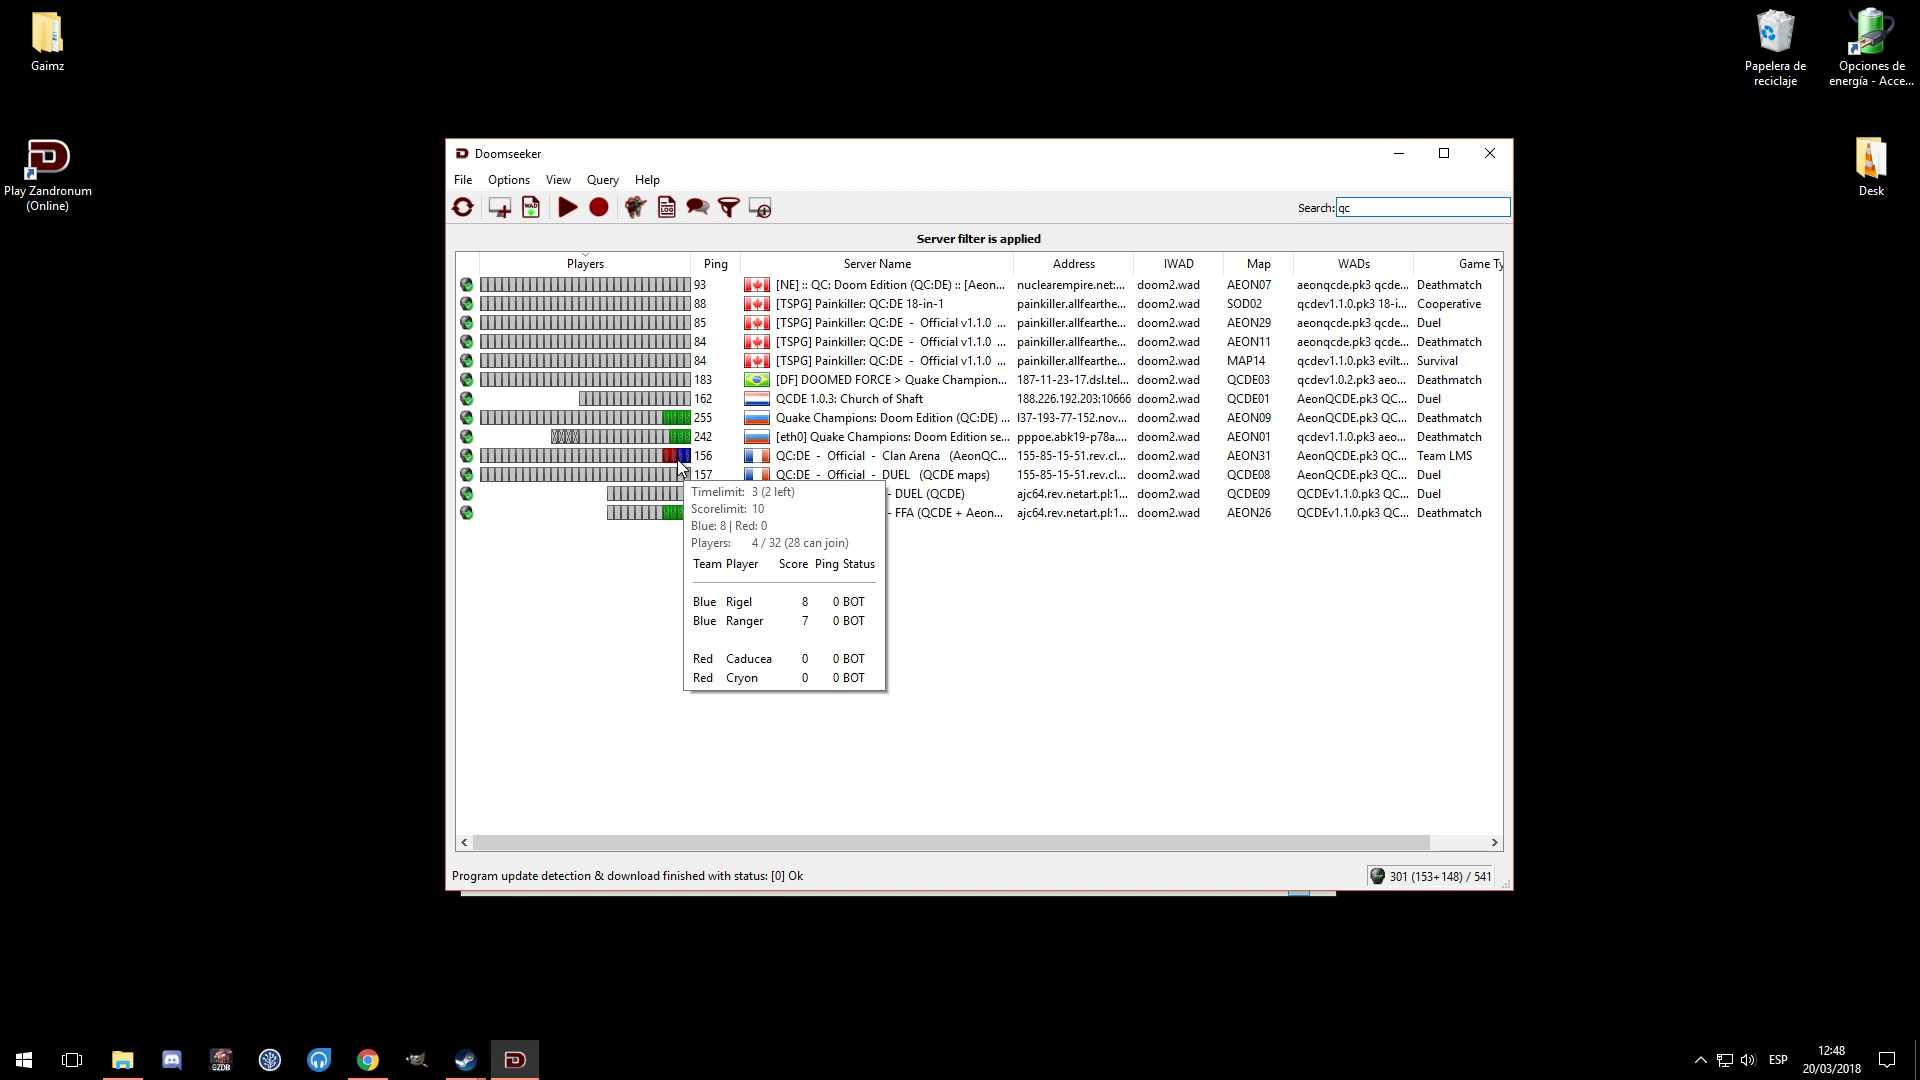 Gaimz
Play Zandronum
(Online)
Papelera de
reciclaje
Opciones de
energía - Acce...
Desk
Doomseeker
File Options View Query Help
Search: qc
Server filter is applied
Players Ping Server Name Address IWAD Map WADs Game Ty
93 [NE] :: QC: Doom Edition (QC:DE) :: [Aeon... nuclearempire.net:... doom2.wad AEON07 aeonqcde.pk3 qcde... Deathmatch
88 [TSPG] Painkiller: QC:DE 18-in-1 painkiller.allfearthe... doom2.wad SOD02 qcdev1.1.0.pk3 18-i... Cooperative
85 [TSPG] Painkiller: QC:DE - Official v1.1.0 ... painkiller.allfearthe... doom2.wad AEON29 aeonqcde.pk3 qcde... Duel
84 [TSPG] Painkiller: QC:DE - Official v1.1.0 ... painkiller.allfearthe... doom2.wad AEON11 aeonqcde.pk3 qcde... Deathmatch
84 [TSPG] Painkiller: QC:DE - Official v1.1.0 ... painkiller.allfearthe... doom2.wad MAP14 qcdev1.1.0.pk3 evilt... Survival
183 [DF] DOOMED FORCE > Quake Champion... 187-11-23-17.dsl.tel... doom2.wad QCDE03 qcdev1.0.2.pk3 aeo... Deathmatch
162 QCDE 1.0.3: Church of Shaft 188.226.192.203:10666 doom2.wad QCDE01 AeonQCDE.pk3 QC... Duel
255 Quake Champions: Doom Edition (QC:DE) ... l37-193-77-152.nov... doom2.wad AEON09 AeonQCDE.pk3 QC... Deathmatch
242 [eth0] Quake Champions: Doom Edition se... pppoe.abk19-p78a.... doom2.wad AEON01 qcdev1.1.0.pk3 aeo... Deathmatch
156 QC:DE - Official - Clan Arena (AeonQC... 155-85-15-51.rev.cl... doom2.wad AEON31 AeonQCDE.pk3 QC... Team LMS
157 QC:DE - Official - DUEL (QCDE maps) 155-85-15-51.rev.cl... doom2.wad QCDE08 AeonQCDE.pk3 QC... Duel
- DUEL (QCDE) ajc64.rev.netart.pl:1... doom2.wad QCDE09 QCDEv1.1.0.pk3 QC... Duel
- FFA (QCDE + Aeon... ajc64.rev.netart.pl:1... doom2.wad AEON26 QCDEv1.1.0.pk3 QC... Deathmatch
Timelimit: 3 (2 left)
Scorelimit: 10
Blue: 8 | Red: 0
Players: 4 / 32 (28 can join)
Team Player Score Ping Status
Blue Rigel 8 0 BOT
Blue Ranger 7 0 BOT
Red Caducea 0 0 BOT
Red Cryon 0 0 BOT
Program update detection & download finished with status: [0] Ok
301 (153+148) / 541
GZDB
ESP
12:48
20/03/2018